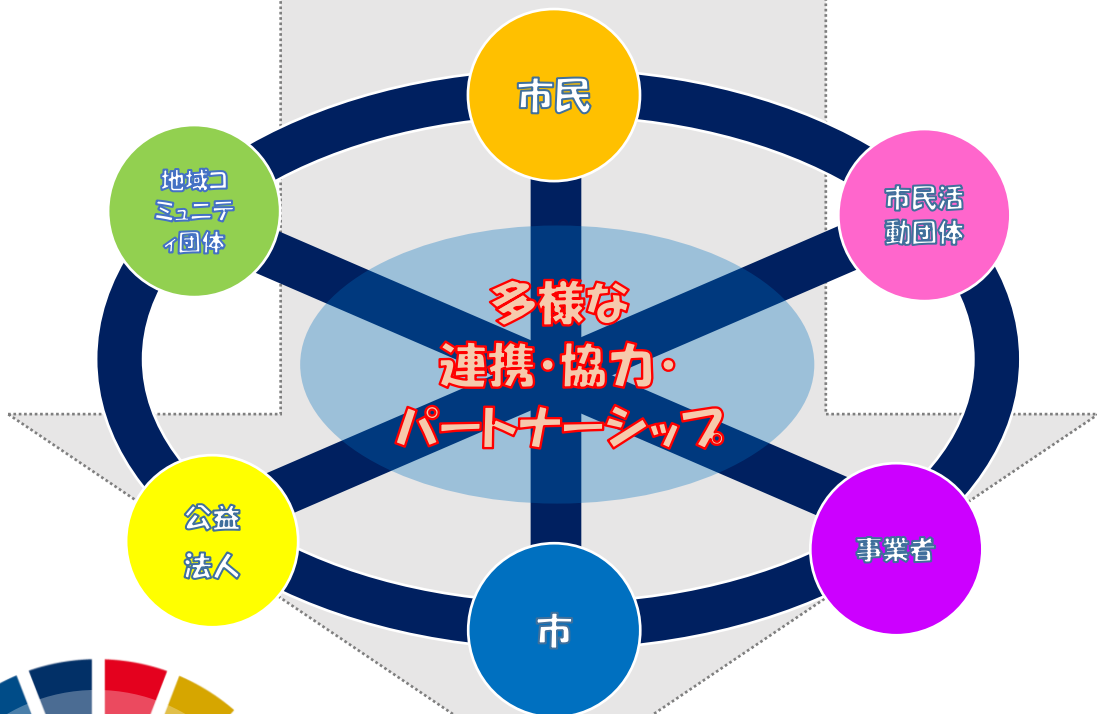 市民
地域コ
ミュニテ
ィ団体
市民活
動団体
多様な
連携・協力・
パートナーシップ
公益
法人
事業者
市